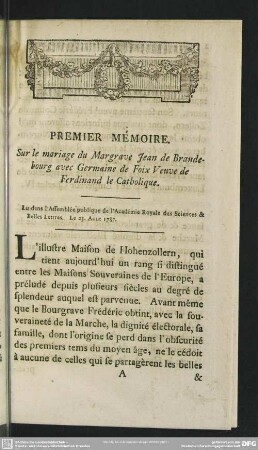 PREMIER MÉMOIRE.
Sur le mariage du Margrave Jean de Brande-
bourg avec Germaine de Foix Veuve de
Ferdinand le Catholique.
Lu dans l'Assemblée publique de l'Académie Royale des Sciences &
Belles Lettres. Le 23. Aout 1787.
L'illustre Maison de Hohenzollern, qui
tient aujourd'hui un rang si distingué
entre les Maisons Souveraines de l'Europe, a
préludé depuis plusieurs siècles au degré de
splendeur auquel est parvenue. Avant même
que le Bourgrave Frédéric obtint, avec la sou-
veraineté de la Marche, la dignité électorale, sa
famille, dont l'origine se perd dans l'obscurité
des premiers tems du moyen âge, ne le cédoit
à aucune de celles qui se partagèrent les belles
A &
DFG